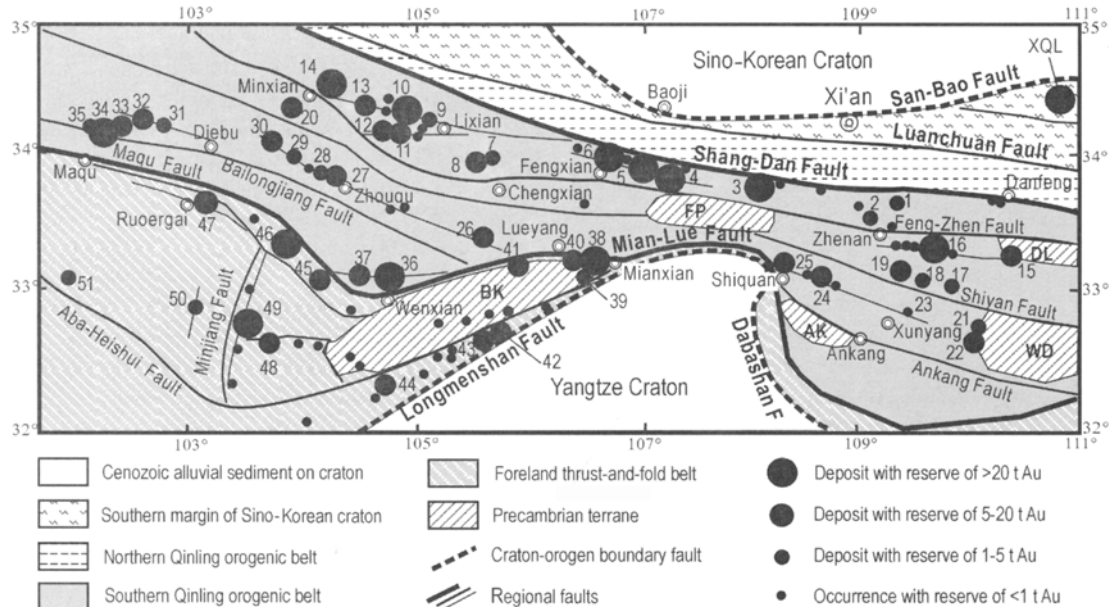 103° 105° 107° 109° 111°
35° 35°
XQL
14
Sino-Korean Craton
13 10
Minxian
Baoji
San-Bao Fault
Xi'an
34 33 32 31 20 9
35 12 Lixian
Luanchuan Fault
Diebu 30 11
34° 29 7 6 34°
Maqu Fault 8 Fengxian Shang-Dan Fault
28 5 4 3
Maqu Bailongjiang Fault 27 Danfeng
Zhouqu Chengxian 2 1
Ruoergai FP Feng-Zhen Fault
47 26 Lueyang Mian-Lue Fault Zhenan
46 41 40 38 16 DL
37 36 25 19 15
45 Mianxian 18 17
51 Shiquan 24 Shiyan Fault
33° 33°
50 Wenxian BK 39 23
49 Xunyang 21
Minjiang Fault AK WD
Aba-Heishui Fault 43 22
48 42 Ankang
Longmenshan Fault Dabashan F
44 Yangtze Craton Ankang Fault
32° 32°
103 105 107 109 111
Cenozoic alluvial sediment on craton
Southern margin of Sino-Korean craton
Northern Qinling orogenic belt
Southern Qinling orogenic belt
Foreland thrust-and-fold belt
Precambrian terrane
Craton-orogen boundary fault
Regional faults
Deposit with reserve of >20 t Au
Deposit with reserve of 5-20 t Au
Deposit with reserve of 1-5 t Au
Occurrence with reserve of <1 t Au